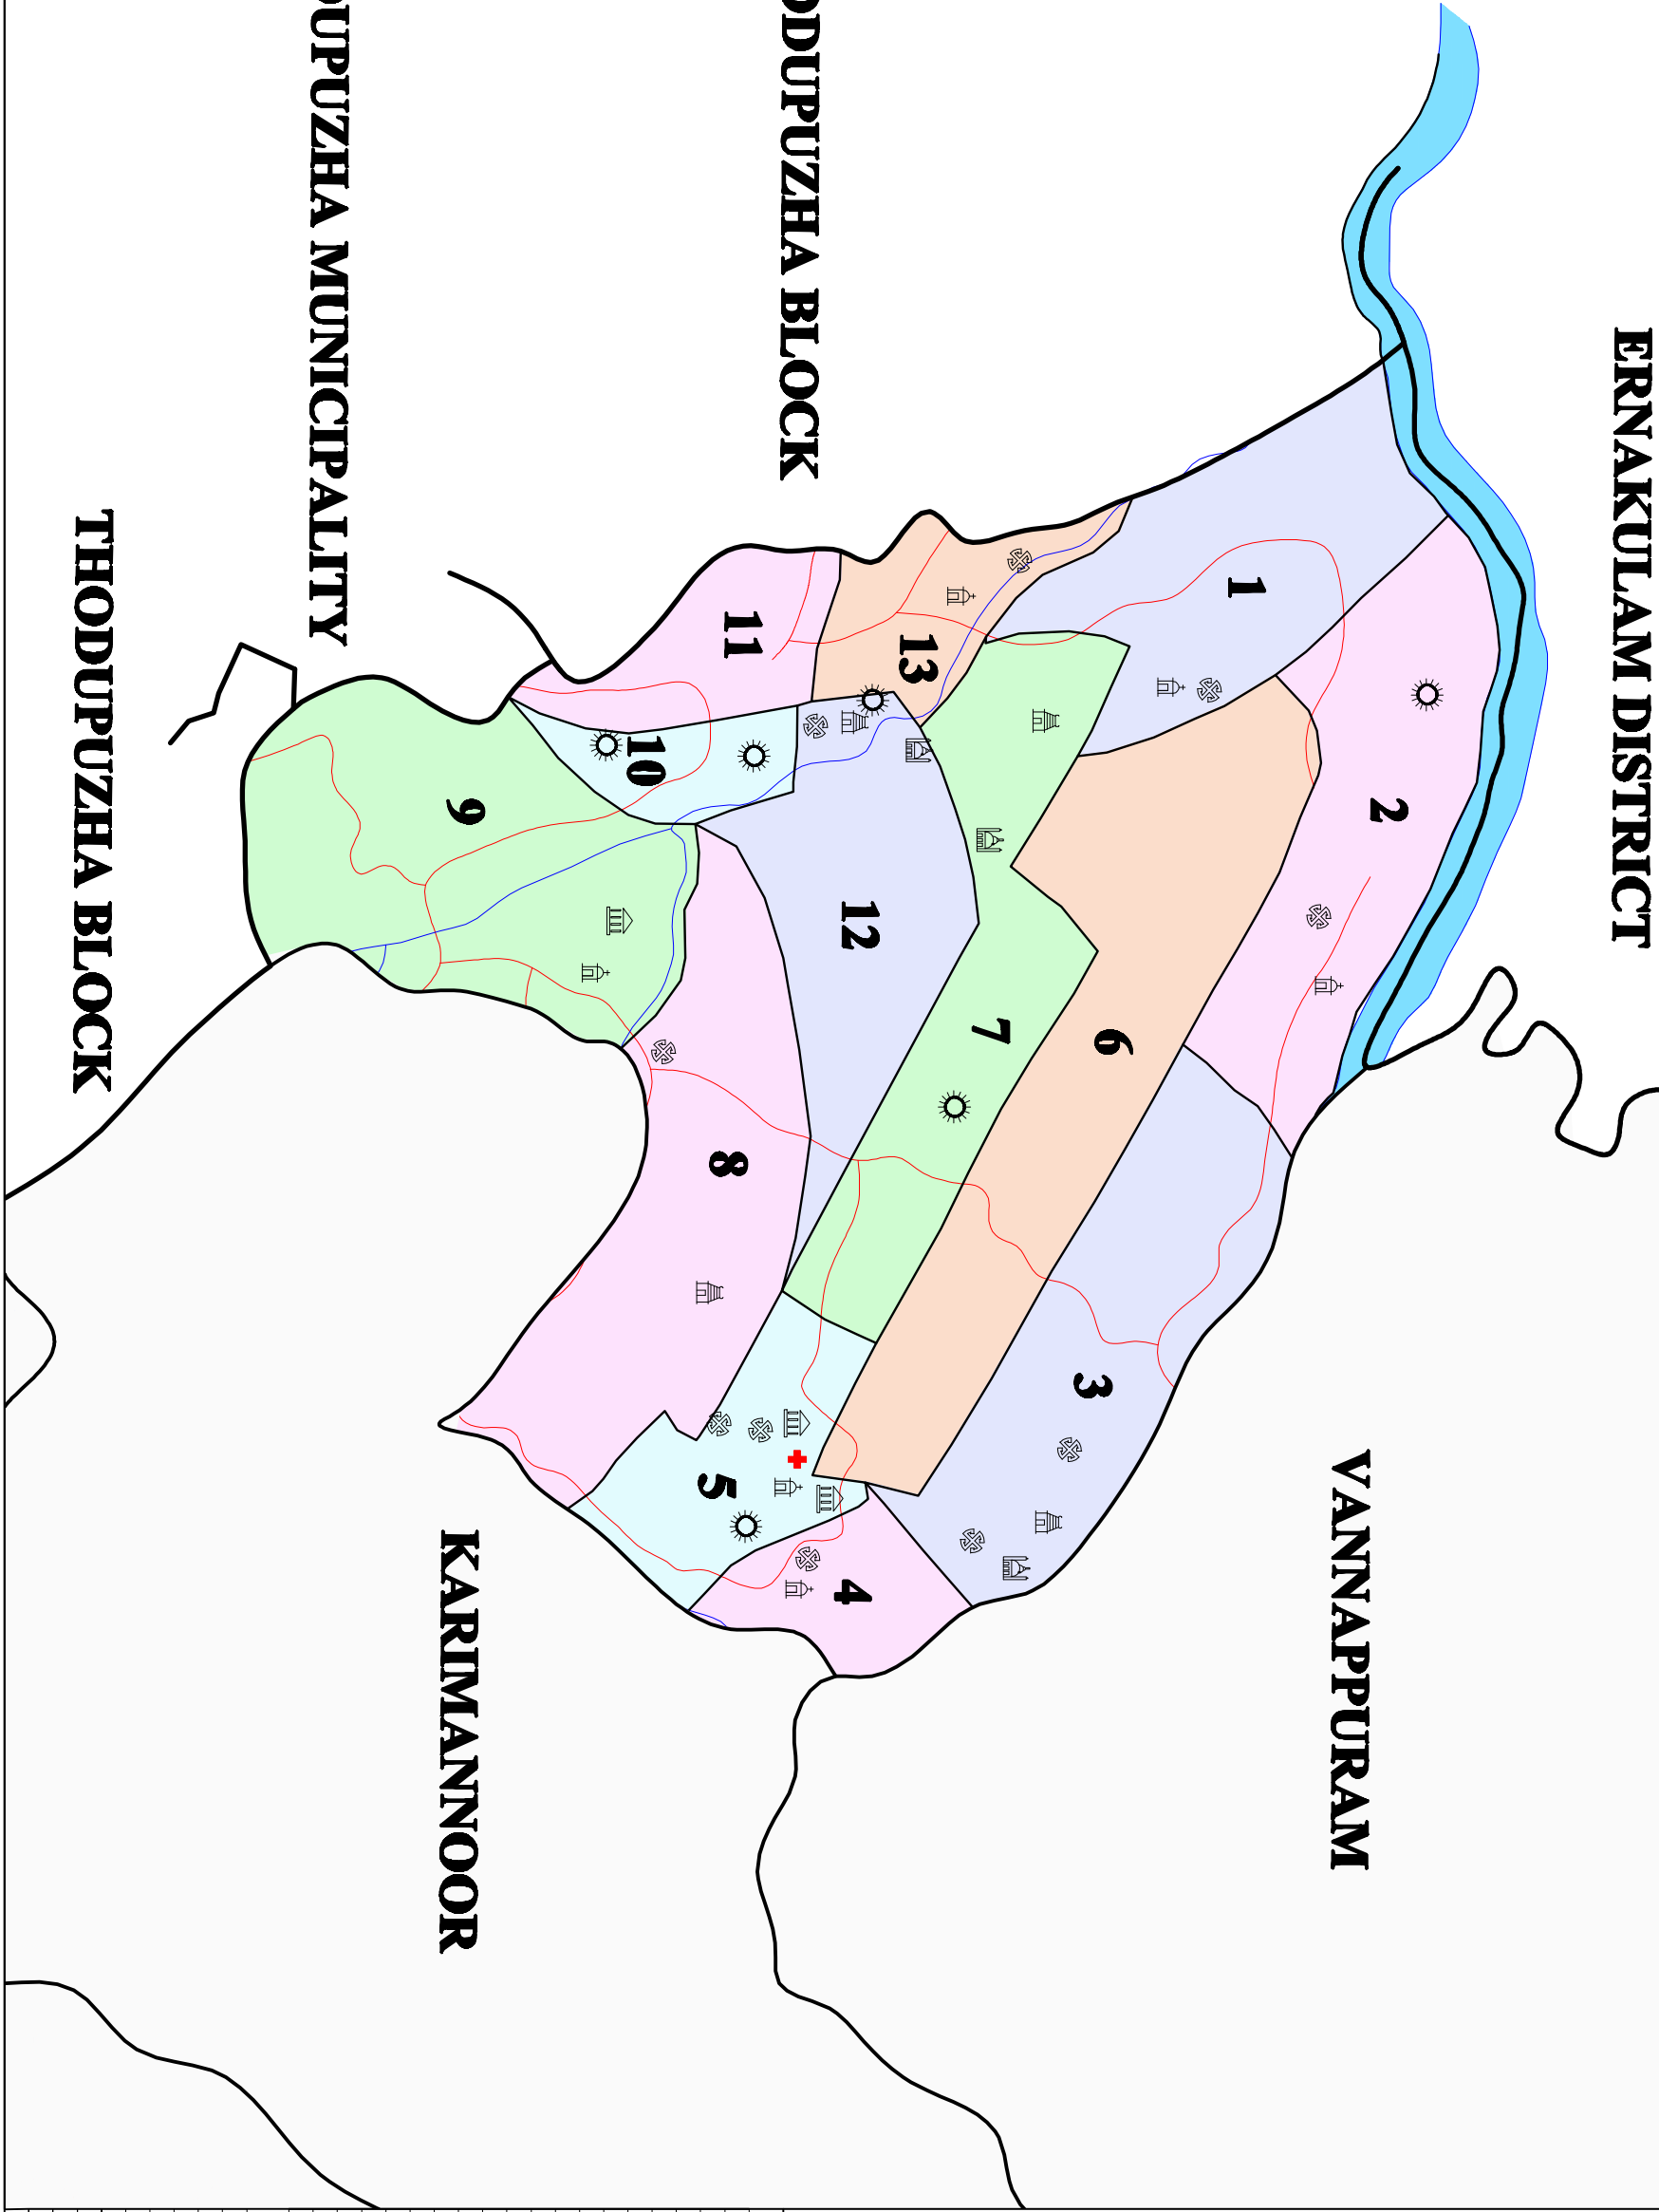 ERNAKULAM DISTRICT
VANNAPPURAM
ODUPUZHA BLOCK
KARIMANNOOR
UPUZHA MUNICIPALITY
THODUPUZHA BLOCK
1
2
3
4
5
6
7
8
9
10
11
12
13